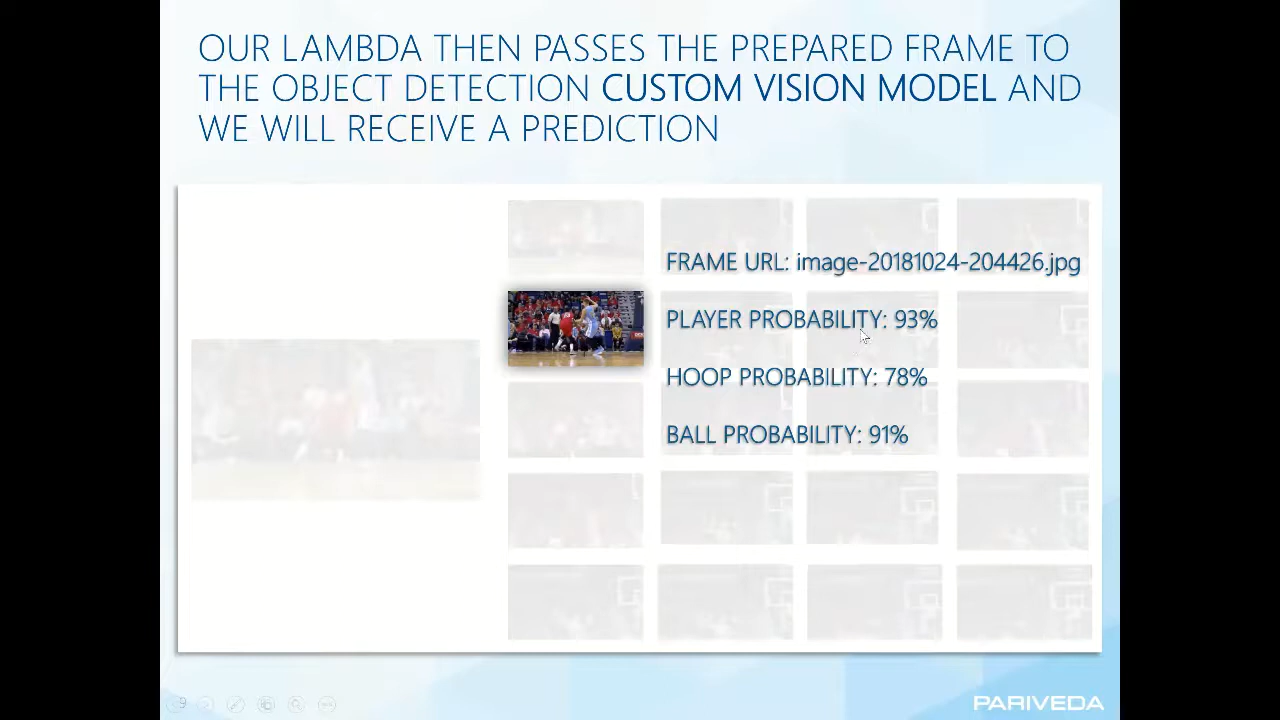 OUR LAMBDA THEN PASSES THE PREPARED FRAME TO
THE OBJECT DETECTION CUSTOM VISION MODEL AND
WE WILL RECEIVE A PREDICTION
FRAME URL: image-20181024-204426.jpg
PLAYER PROBABILITY: 93%
HOOP PROBABILITY: 78%
BALL PROBABILITY: 91%
9
PARIVEDA